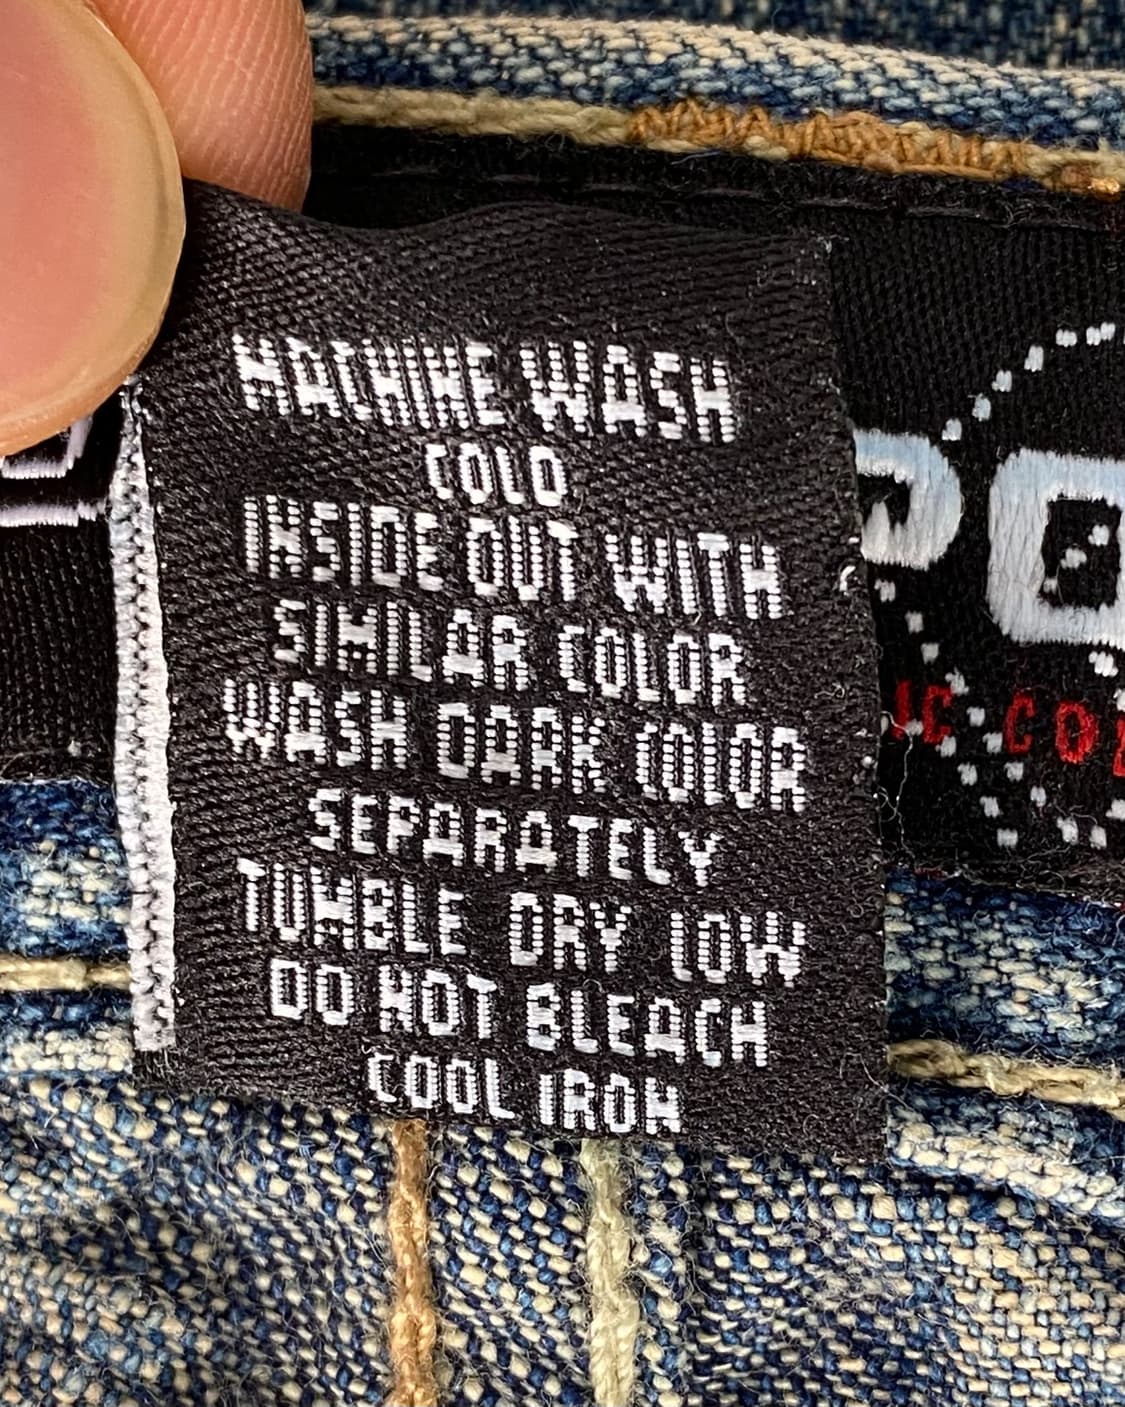 MACHINE WASH
COLD
INSIDE OUT WITH
SIMILAR COLOR
WASH DARK COLOR
SEPARATELY
TUMBLE DRY LOW
DO NOT BLEACH
COOL IRON